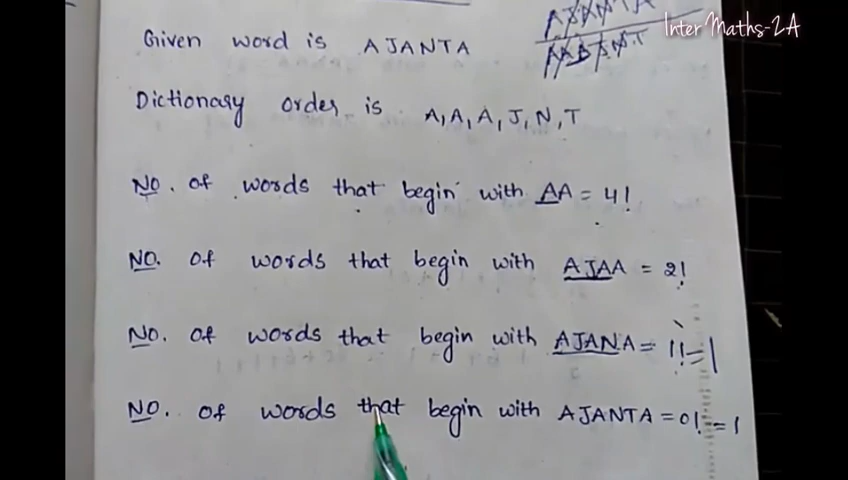 AJANTA
Inter Maths-2A
Given word is AJANTA
Dictionary order is A, A, A, J, N, T
NO. of words that begin with AA = 4!
NO. of words that begin with AJAA = 2!
NO. of words that begin with AJANA = 1! = 1
NO. of words that begin with AJANTA = 0! = 1